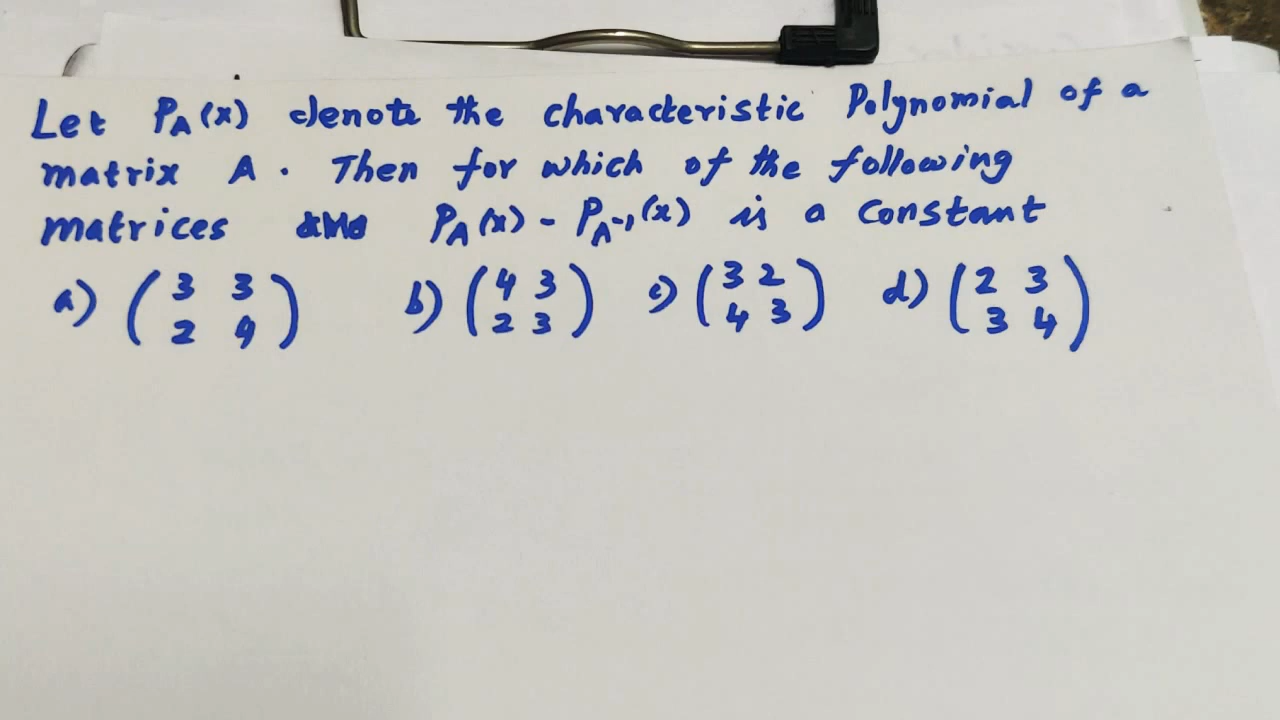 Let P_A(x) denote the characteristic Polynomial of a
matrix A. Then for which of the following
matrices P_A(x) - P_{A^{-1}}(x) is a constant
a) (3 3 b) (4 3) c) (3 2) d) (2 3)
2 4) 2 3 4 3 3 4